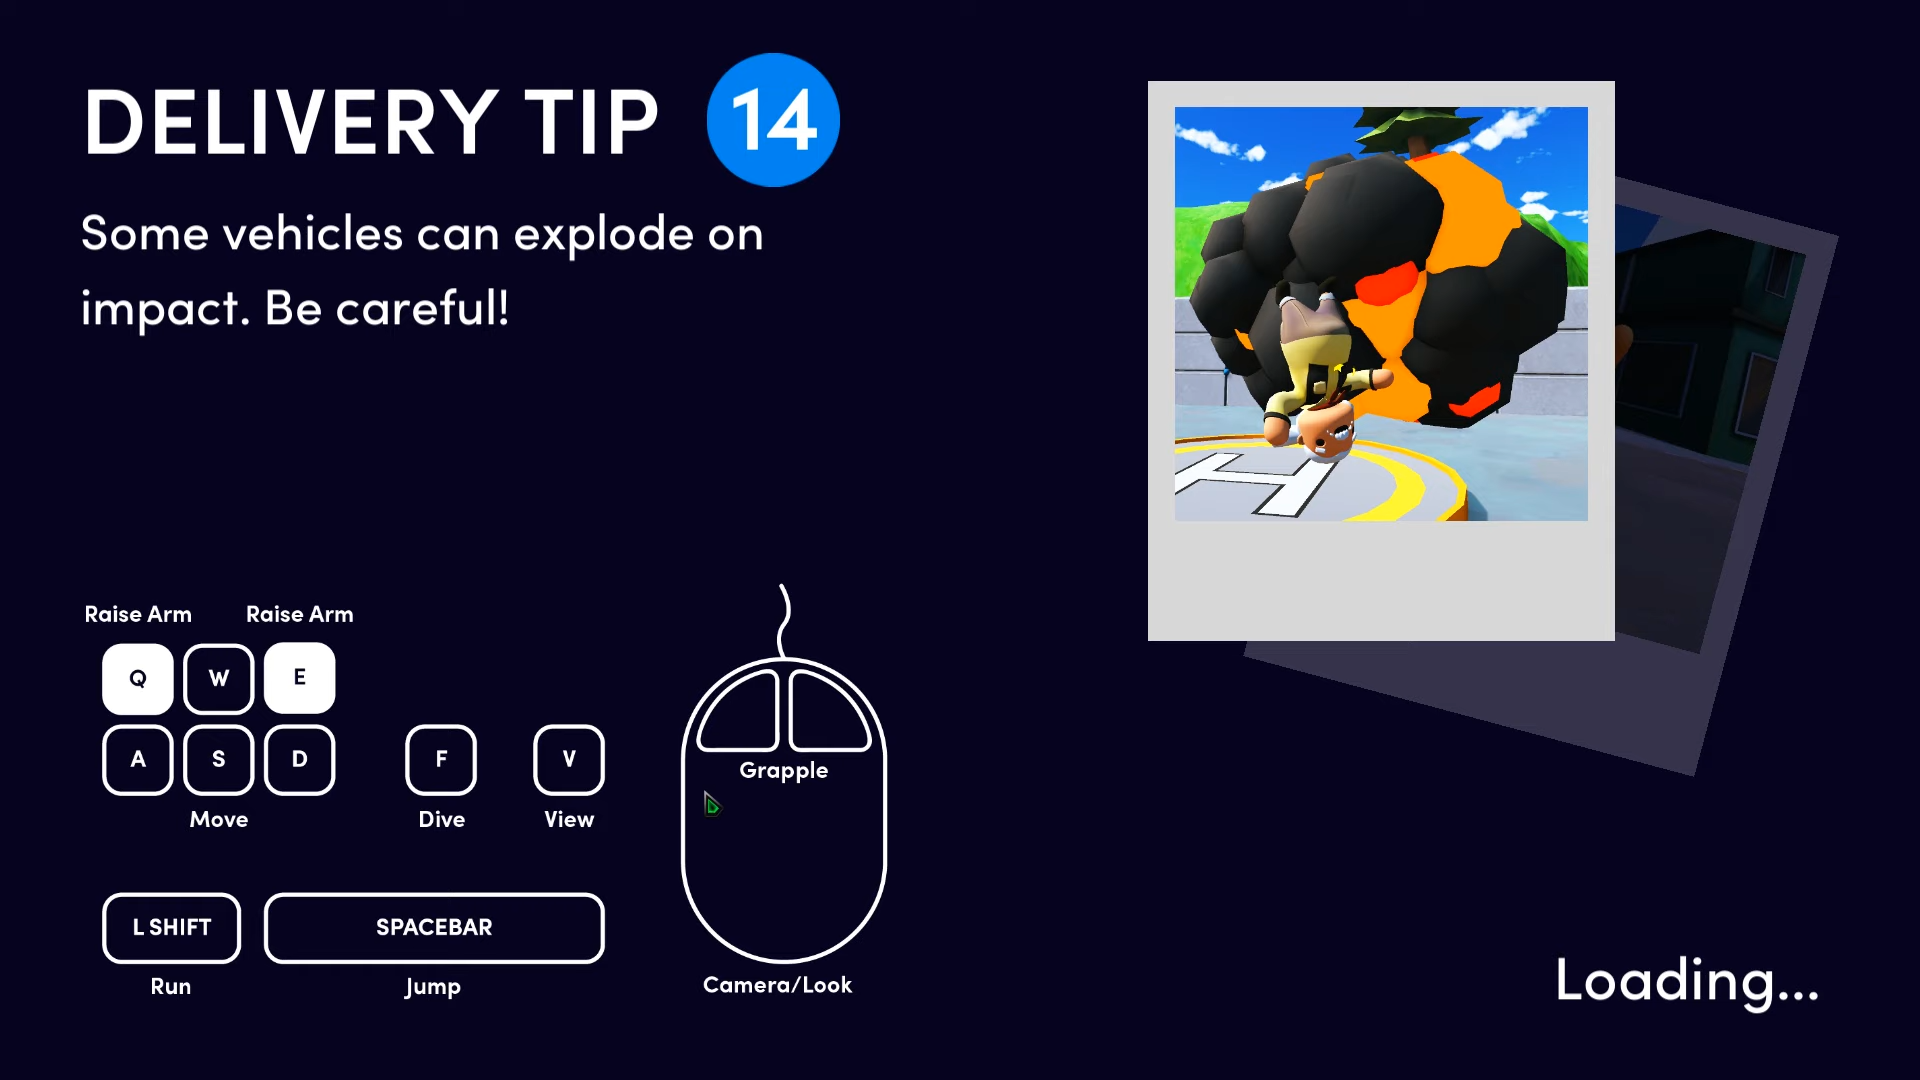 DELIVERY TIP 14
Some vehicles can explode on
impact. Be careful!
Raise Arm Raise Arm
Q W E
A S D F V
Move Dive View
Grapple
L SHIFT SPACEBAR
Run Jump Camera/Look
Loading...
H